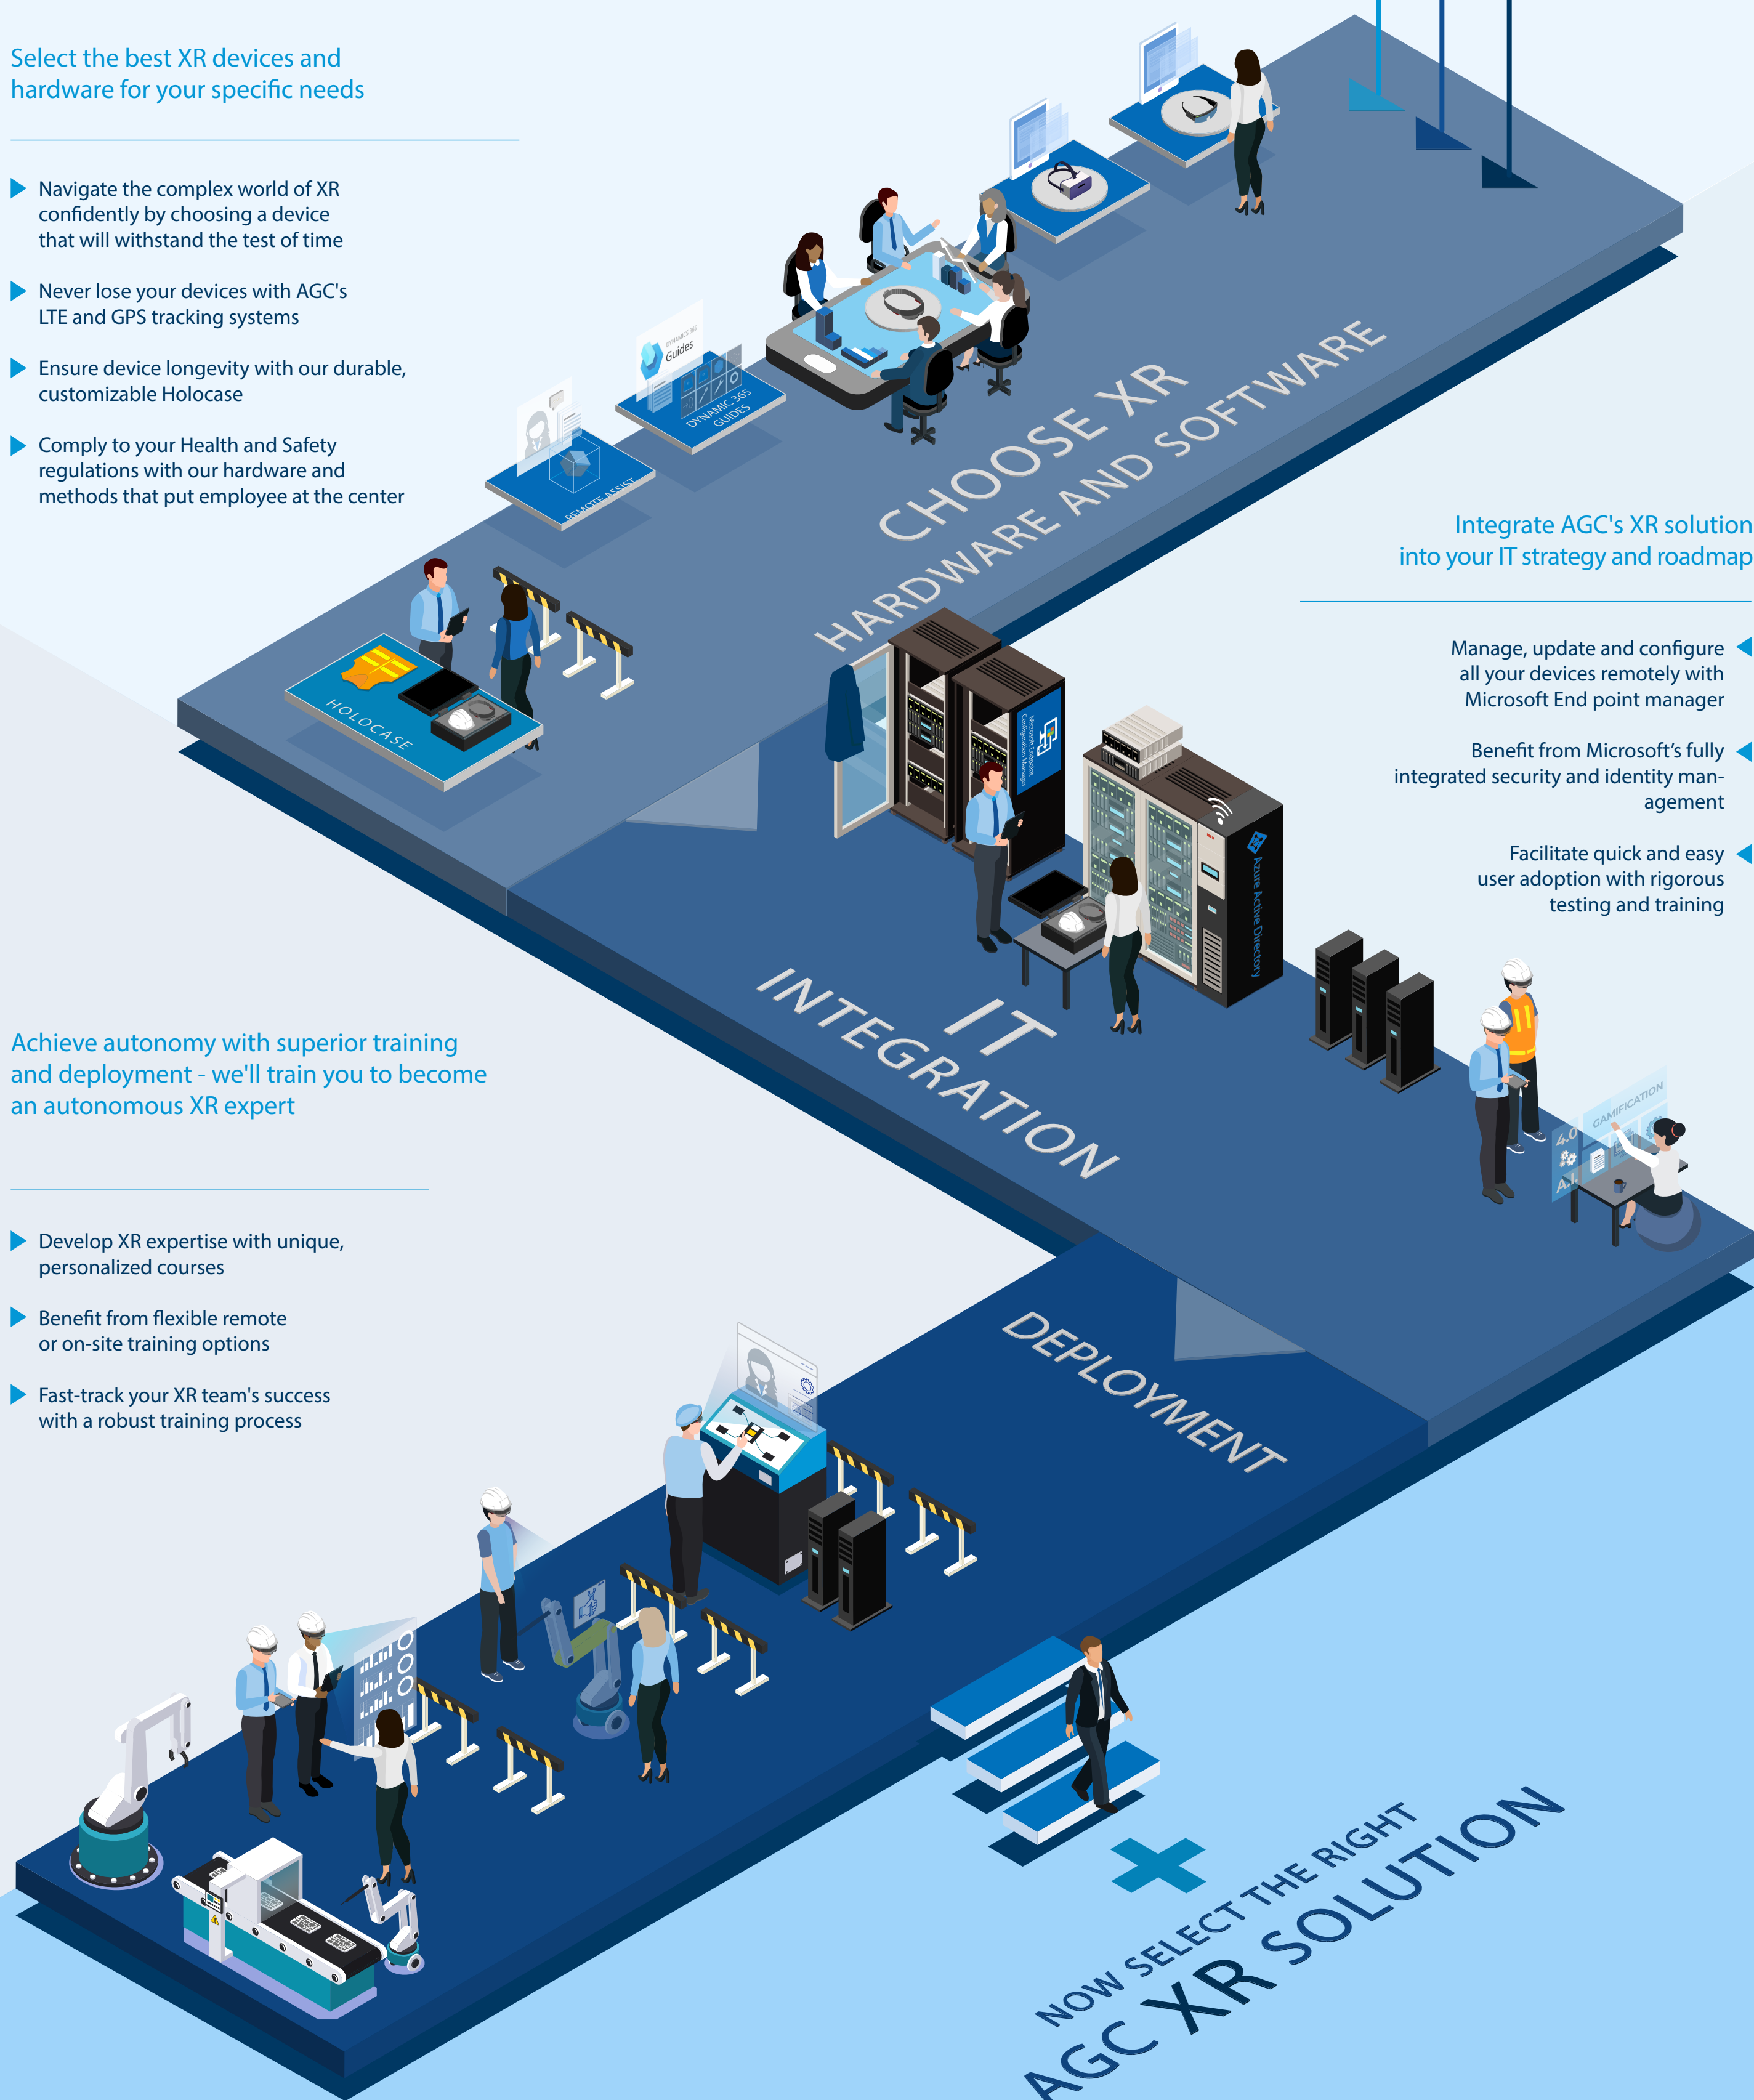 Select the best XR devices and
hardware for your specific needs
Navigate the complex world of XR
confidently by choosing a device
that will withstand the test of time
Never lose your devices with AGC's
LTE and GPS tracking systems
Ensure device longevity with our durable,
customizable Holocase
Comply to your Health and Safety
regulations with our hardware and
methods that put employee at the center
DYNAMICS 365
Guides
DYNAMIC 365
GUIDES
REMOTE ASSIST
HOLOCASE
CHOOSE XR
HARDWARE AND SOFTWARE
Integrate AGC's XR solution
into your IT strategy and roadmap
Manage, update and configure
all your devices remotely with
Microsoft End point manager
Benefit from Microsoft’s fully
integrated security and identity man-
agement
Facilitate quick and easy
user adoption with rigorous
testing and training
Microsoft Endpoint
Configuration Manager
Azure Active Directory
IT
INTEGRATION
GAMIFICATION
4.0
A.I.
Achieve autonomy with superior training
and deployment - we'll train you to become
an autonomous XR expert
Develop XR expertise with unique,
personalized courses
Benefit from flexible remote
or on-site training options
Fast-track your XR team's success
with a robust training process
DEPLOYMENT
NOW SELECT THE RIGHT
AGC XR SOLUTION